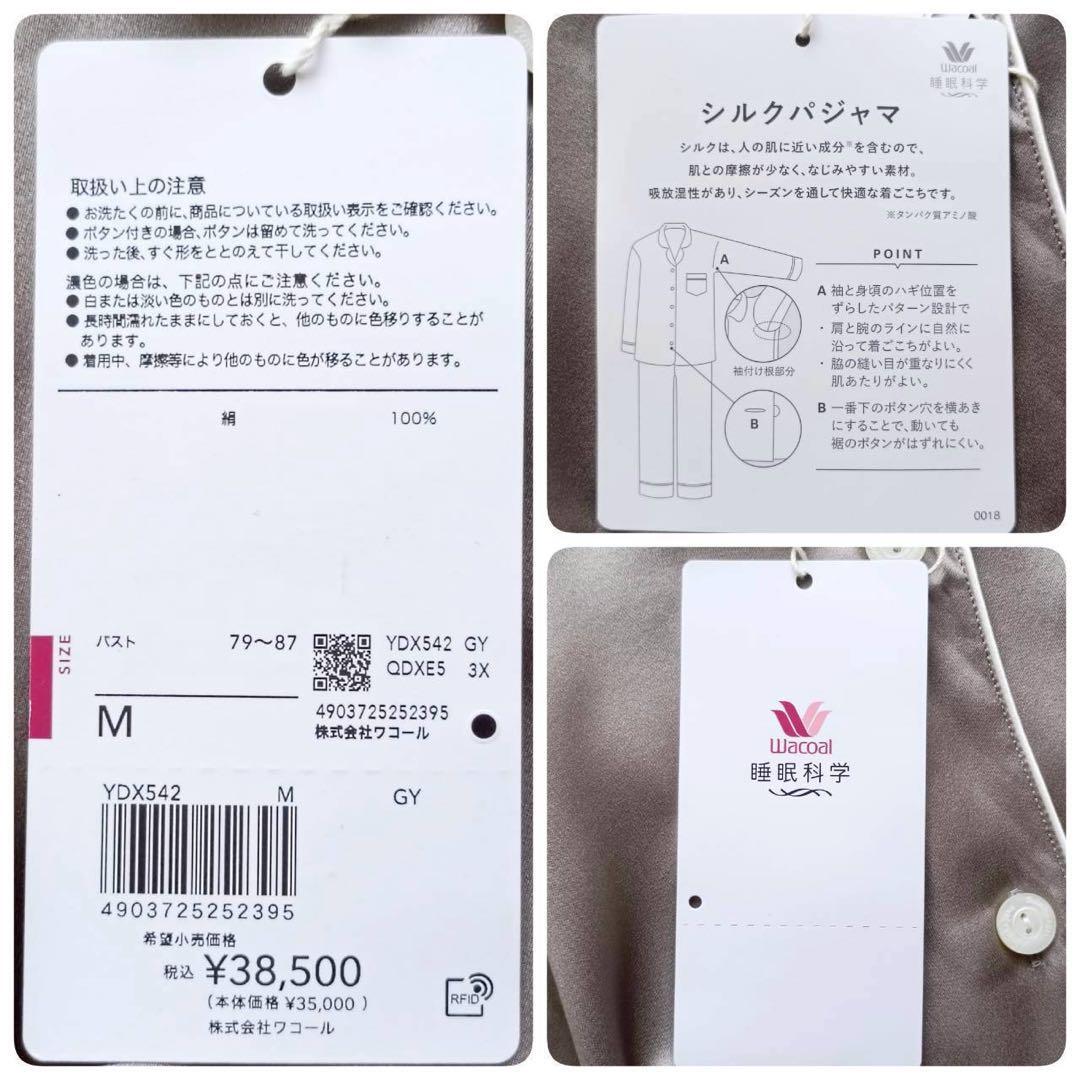 取扱い上の注意
● お洗たくの前に、商品についている取扱い表示をご確認ください。
● ボタン付きの場合、ボタンは留めて洗ってください。
● 洗った後、すぐ形をととのえて干してください。
濃色の場合は、下記の点にご注意ください。
● 白または淡い色のものとは別に洗ってください。
● 長時間濡れたままにしておくと、他のものに色移りすることが
あります。
● 着用中、摩擦等により他のものに色が移ることがあります。
絹 100%
SIZE
バスト 79〜87
M
YDX542 GY
QDXE5 3X
4903725252395
株式会社ワコール
YDX542 M GY
4903725252395
希望小売価格
税込 ¥38,500
(本体価格 ¥35,000 )
株式会社ワコール
RFID
Wacoal
睡眠科学
シルクパジャマ
シルクは、人の肌に近い成分※を含むので、
肌との摩擦が少なく、なじみやすい素材。
吸放湿性があり、シーズンを通して快適な着ごこちです。
※タンパク質アミノ酸
A
袖付け根部分
B
POINT
A 袖と身頃のハギ位置を
ずらしたパターン設計で
・肩と腕のラインに自然に
沿って着ごこちがよい。
・脇の縫い目が重なりにくく
肌あたりがよい。
B 一番下のボタン穴を横あき
にすることで、動いても
裾のボタンがはずれにくい。
0018
Wacoal
睡眠科学